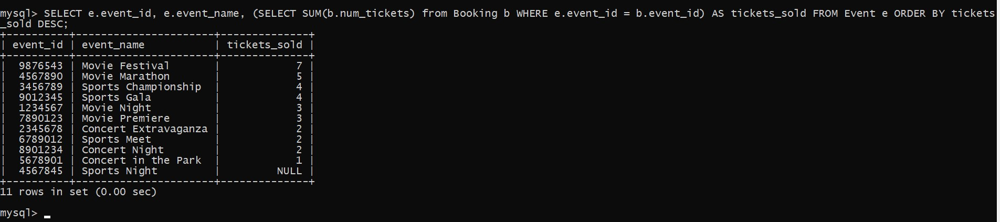 mysql> SELECT e.event_id, e.event_name, (SELECT SUM(b.num_tickets) from Booking b WHERE e.event_id = b.event_id) AS tickets_sold FROM Event e ORDER BY tickets
_sold DESC;
+----------+----------------------+--------------+
| event_id | event_name           | tickets_sold |
+----------+----------------------+--------------+
|  9876543 | Movie Festival       |            7 |
|  4567890 | Movie Marathon       |            5 |
|  3456789 | Sports Championship  |            4 |
|  9012345 | Sports Gala          |            4 |
|  1234567 | Movie Night          |            3 |
|  7890123 | Movie Premiere       |            3 |
|  2345678 | Concert Extravaganza |            2 |
|  6789012 | Sports Meet          |            2 |
|  8901234 | Concert Night        |            2 |
|  5678901 | Concert in the Park  |            1 |
|  4567845 | Sports Night         |         NULL |
+----------+----------------------+--------------+
11 rows in set (0.00 sec)
mysql>